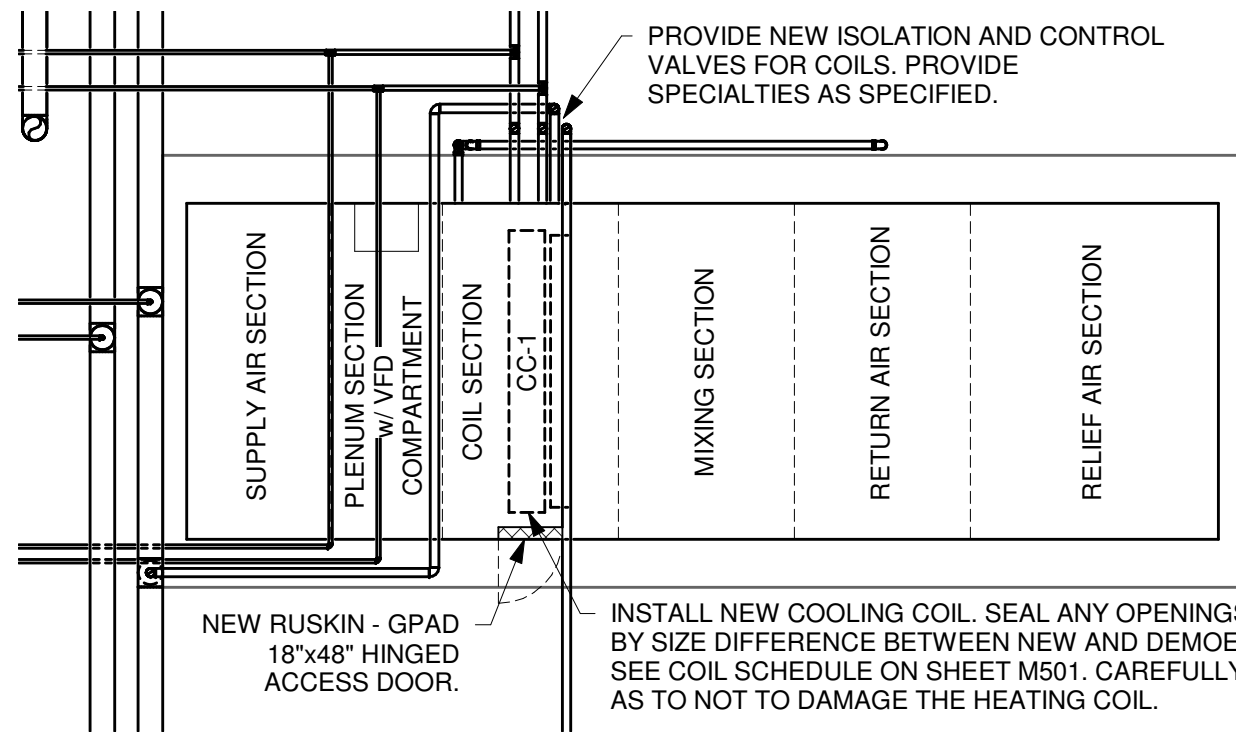 PROVIDE NEW ISOLATION AND CONTROL
VALVES FOR COILS. PROVIDE
SPECIALTIES AS SPECIFIED.
SUPPLY AIR SECTION
PLENUM SECTION
w/ VFD
COMPARTMENT
COIL SECTION
CC-1
MIXING SECTION
RETURN AIR SECTION
RELIEF AIR SECTION
NEW RUSKIN - GPAD
18"x48" HINGED
ACCESS DOOR.
INSTALL NEW COOLING COIL. SEAL ANY OPENINGS
BY SIZE DIFFERENCE BETWEEN NEW AND DEMOE
SEE COIL SCHEDULE ON SHEET M501. CAREFULLY
AS TO NOT TO DAMAGE THE HEATING COIL.